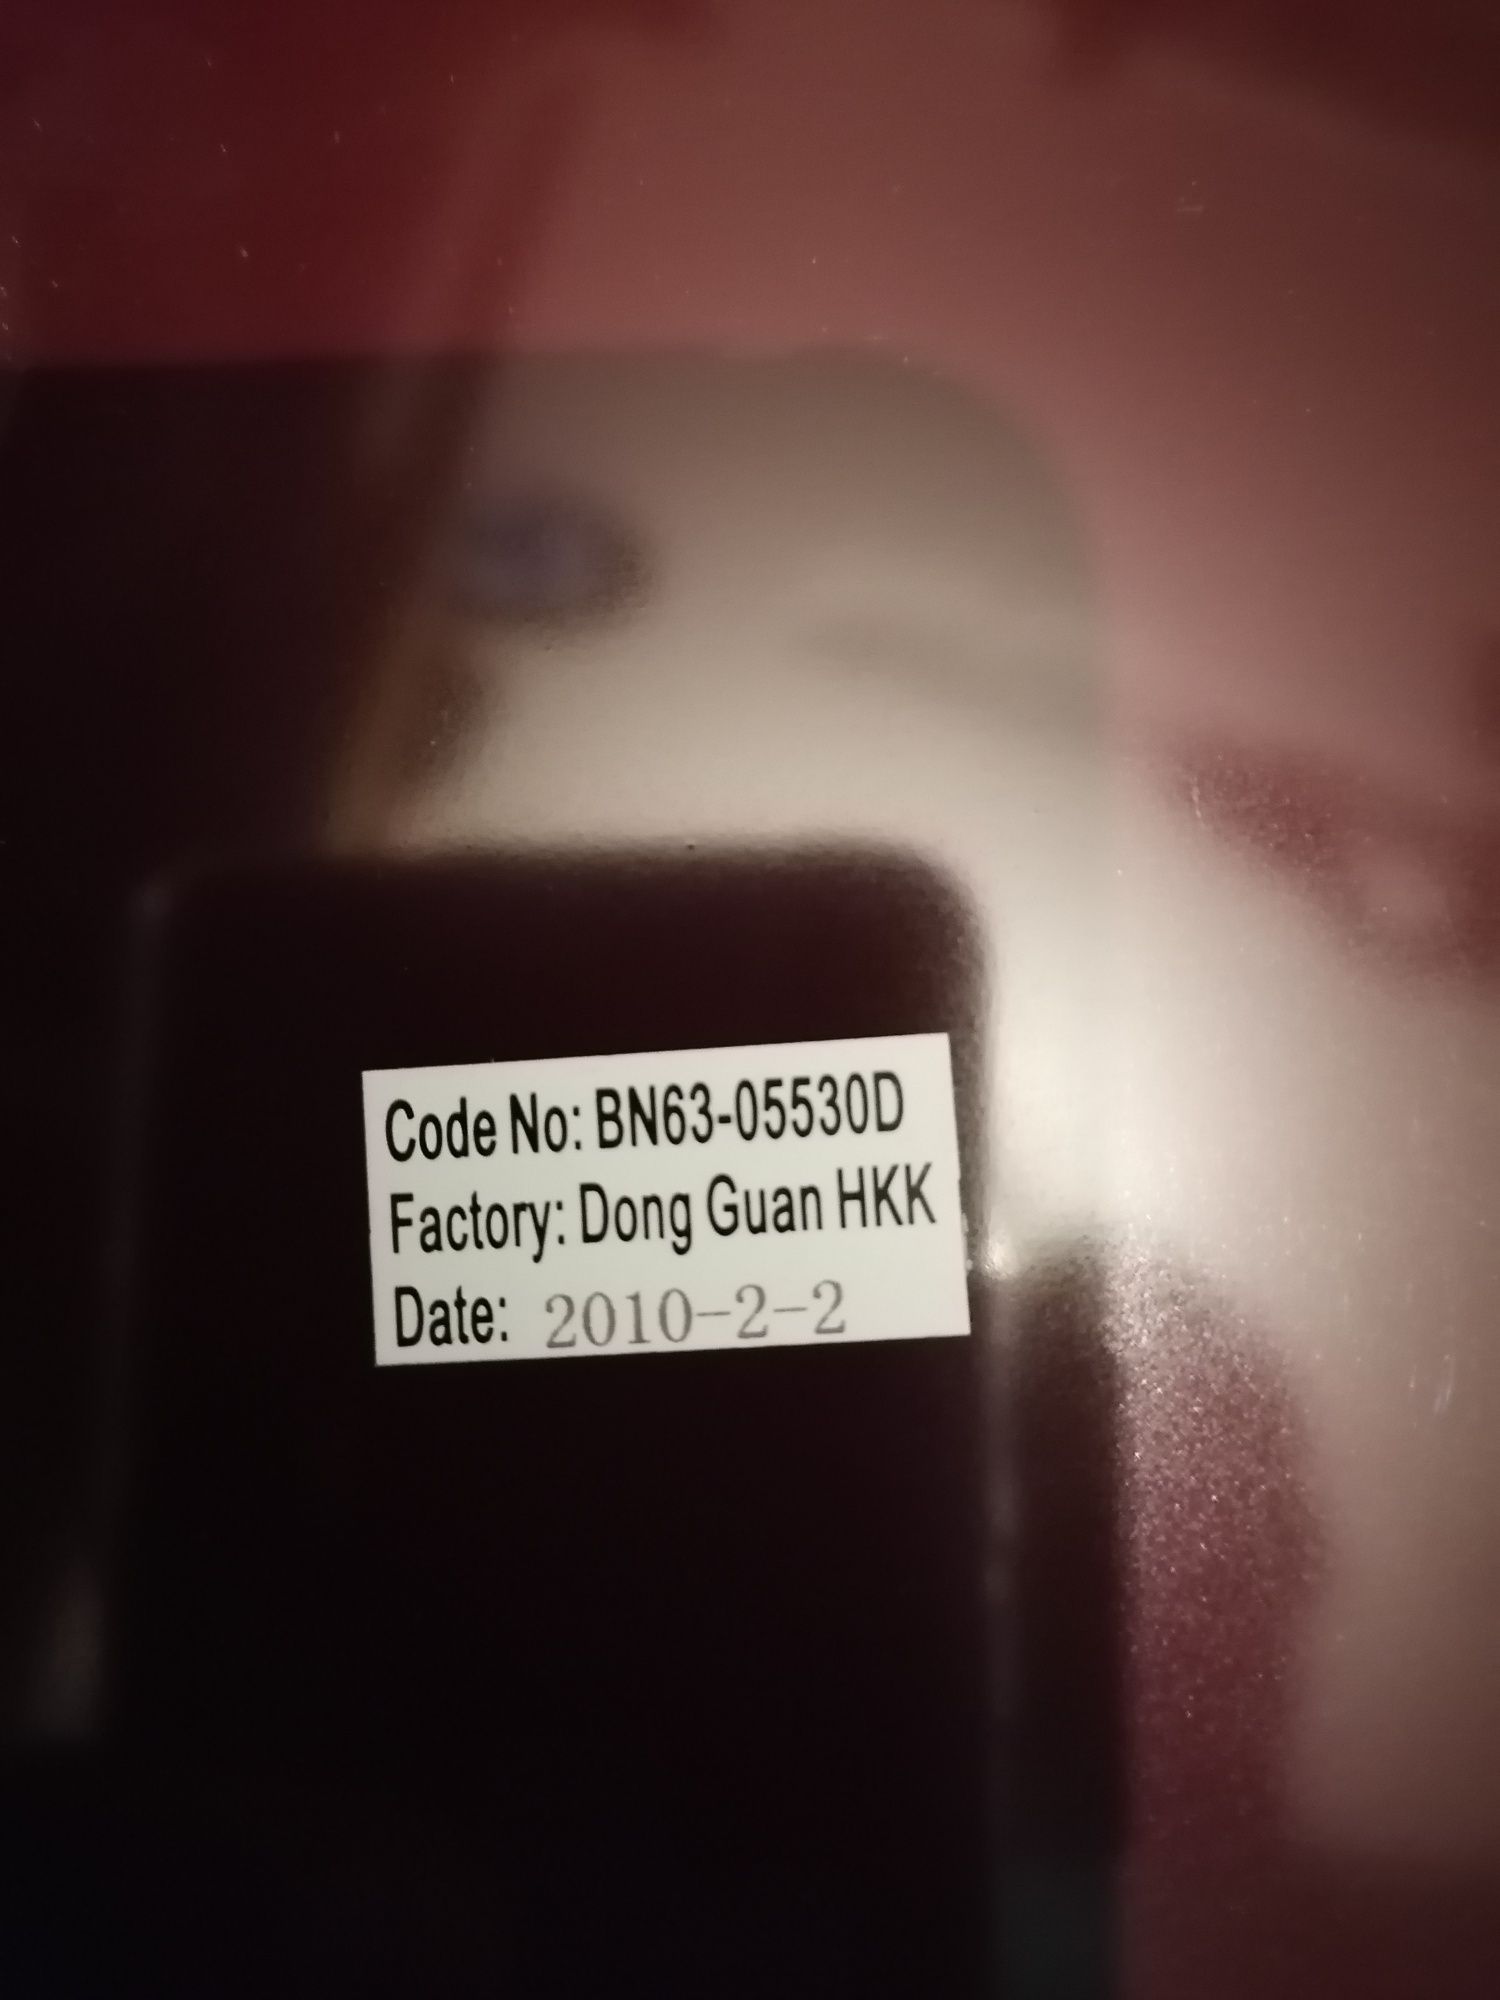 Code No: BN63-05530D
Factory: Dong Guan HKK
Date: 2010-2-2